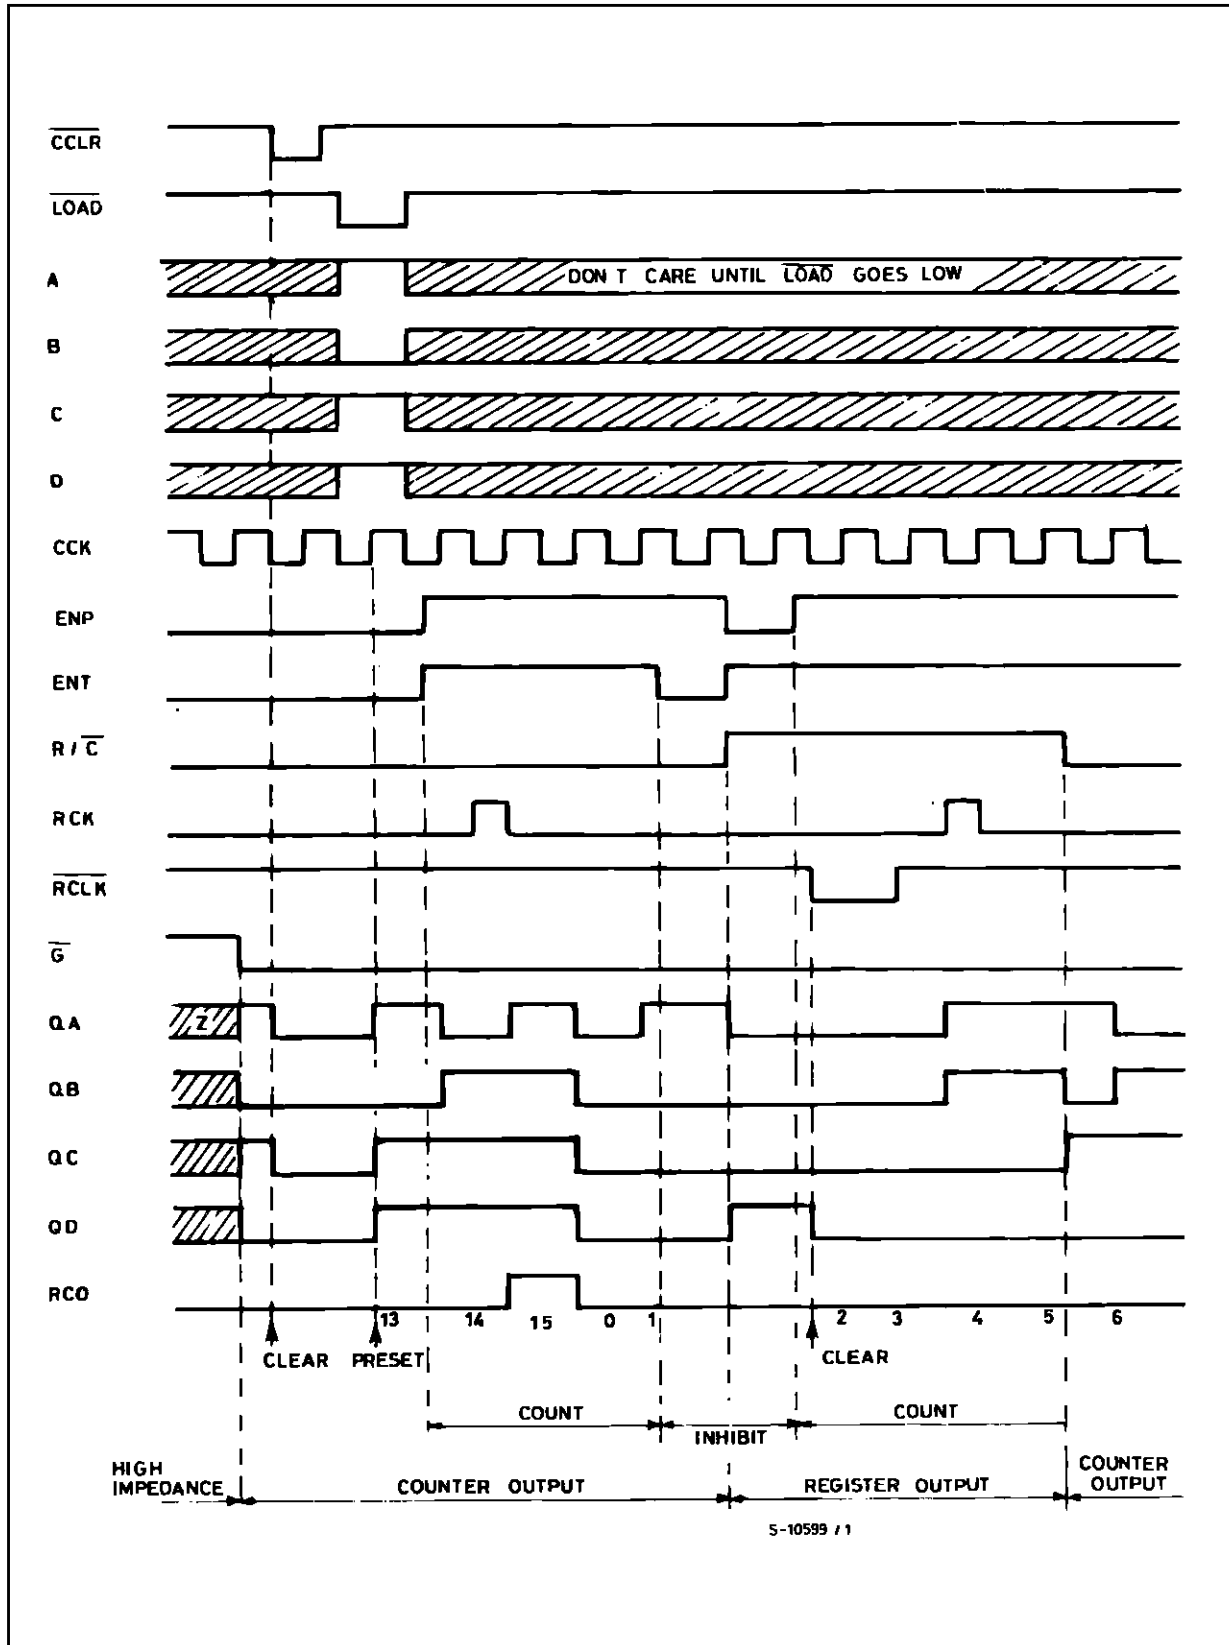 CCLR
LOAD
A
DON T CARE UNTIL LOAD GOES LOW
B
C
D
CCK
ENP
ENT
R / C
RCK
RCLK
G
QA
Z
QB
QC
QD
RCO
13 14 15 0 1 2 3 4 5 6
CLEAR PRESET CLEAR
COUNT INHIBIT COUNT
HIGH
IMPEDANCE
COUNTER OUTPUT
REGISTER OUTPUT
COUNTER
OUTPUT
S-10599 / 1